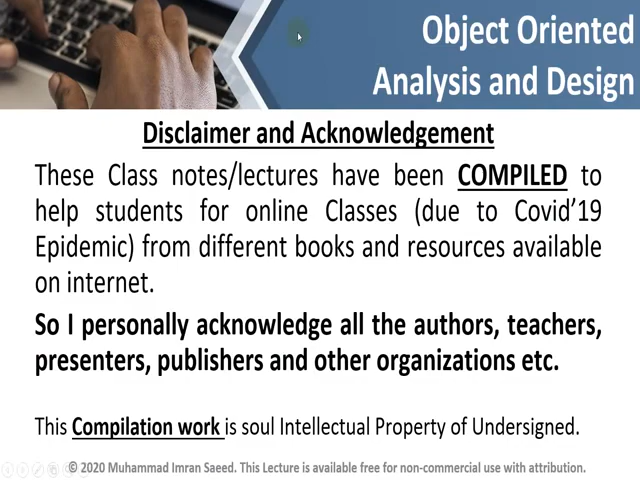 Object Oriented
Analysis and Design
Disclaimer and Acknowledgement
These Class notes/lectures have been COMPILED to
help students for online Classes (due to Covid'19
Epidemic) from different books and resources available
on internet.
So I personally acknowledge all the authors, teachers,
presenters, publishers and other organizations etc.
This Compilation work is soul Intellectual Property of Undersigned.
© 2020 Muhammad Imran Saeed. This Lecture is available free for non-commercial use with attribution.